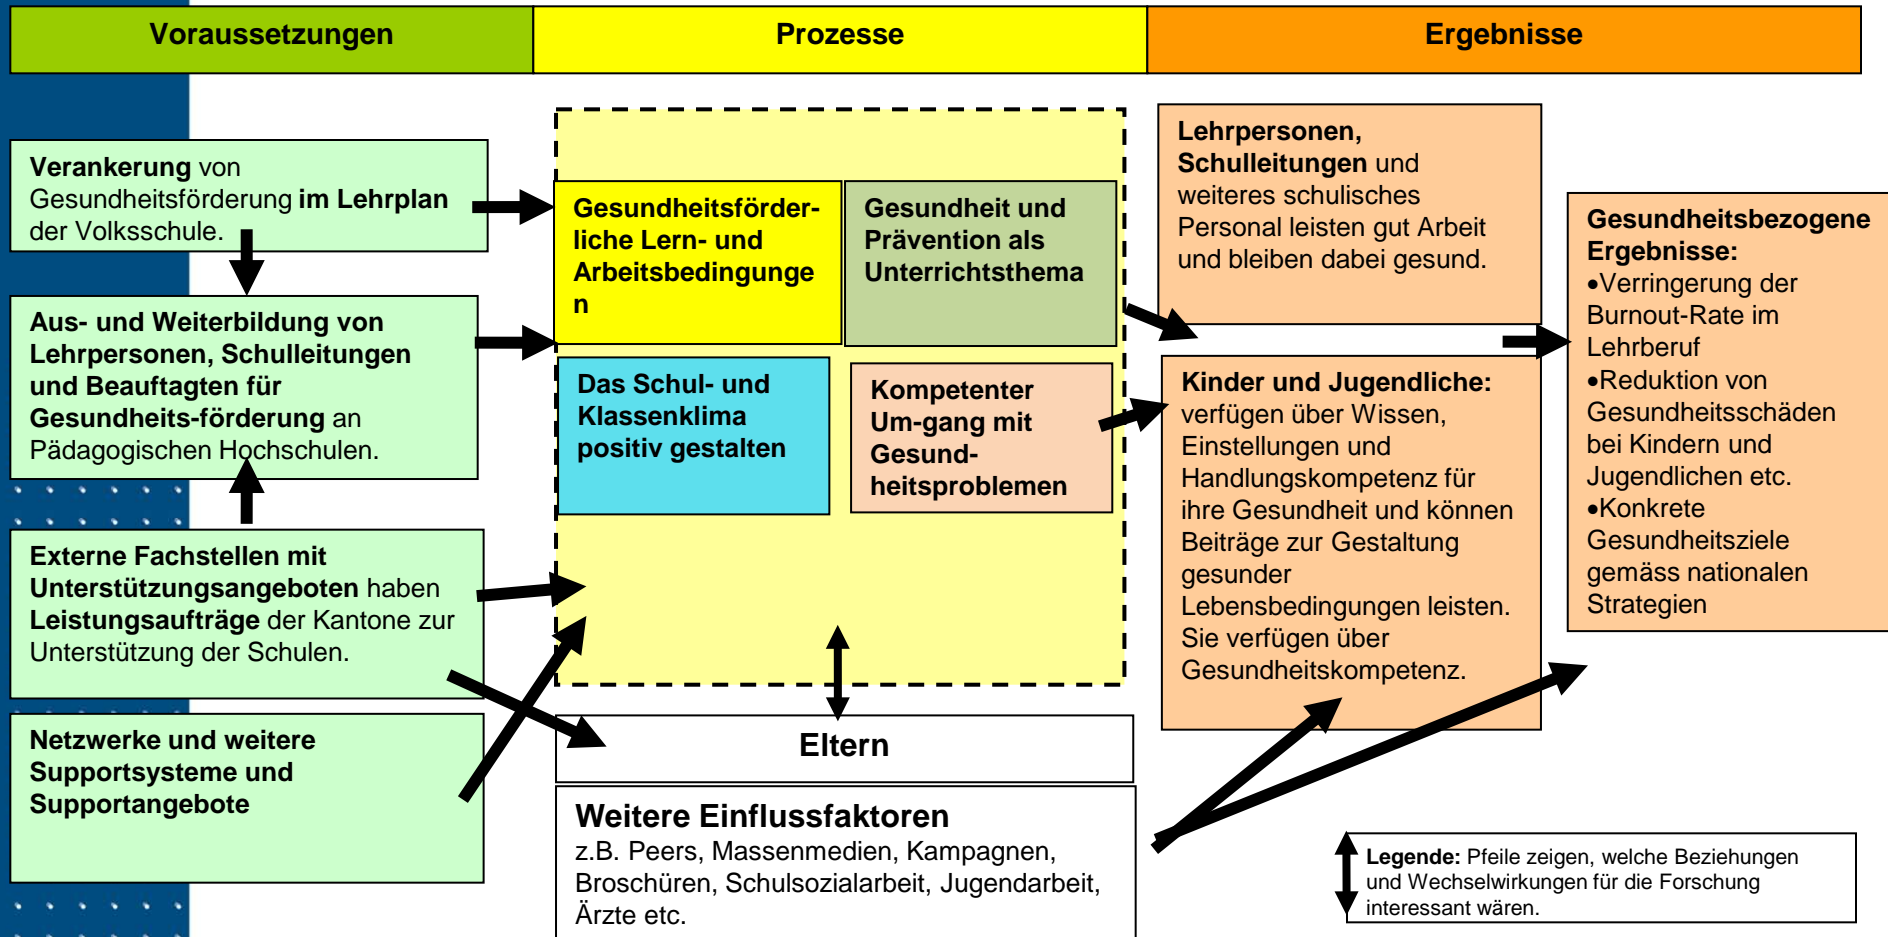 Voraussetzungen
Prozesse
Ergebnisse
Verankerung von
Gesundheitsförderung im Lehrplan
der Volksschule.
Aus- und Weiterbildung von
Lehrpersonen, Schulleitungen
und Beauftagten für
Gesundheits-förderung an
Pädagogischen Hochschulen.
Externe Fachstellen mit
Unterstützungsangeboten haben
Leistungsaufträge der Kantone zur
Unterstützung der Schulen.
Netzwerke und weitere
Supportsysteme und
Supportangebote
Gesundheitsförder-
liche Lern- und
Arbeitsbedingunge
n
Gesundheit und
Prävention als
Unterrichtsthema
Das Schul- und
Klassenklima
positiv gestalten
Kompetenter
Um-gang mit
Gesund-
heitsproblemen
Eltern
Weitere Einflussfaktoren
z.B. Peers, Massenmedien, Kampagnen,
Broschüren, Schulsozialarbeit, Jugendarbeit,
Ärzte etc.
Lehrpersonen,
Schulleitungen und
weiteres schulisches
Personal leisten gut Arbeit
und bleiben dabei gesund.
Kinder und Jugendliche:
verfügen über Wissen,
Einstellungen und
Handlungskompetenz für
ihre Gesundheit und können
Beiträge zur Gestaltung
gesunder
Lebensbedingungen leisten.
Sie verfügen über
Gesundheitskompetenz.
Gesundheitsbezogene
Ergebnisse:
•Verringerung der
Burnout-Rate im
Lehrberuf
•Reduktion von
Gesundheitsschäden
bei Kindern und
Jugendlichen etc.
•Konkrete
Gesundheitsziele
gemäss nationalen
Strategien
Legende: Pfeile zeigen, welche Beziehungen
und Wechselwirkungen für die Forschung
interessant wären.